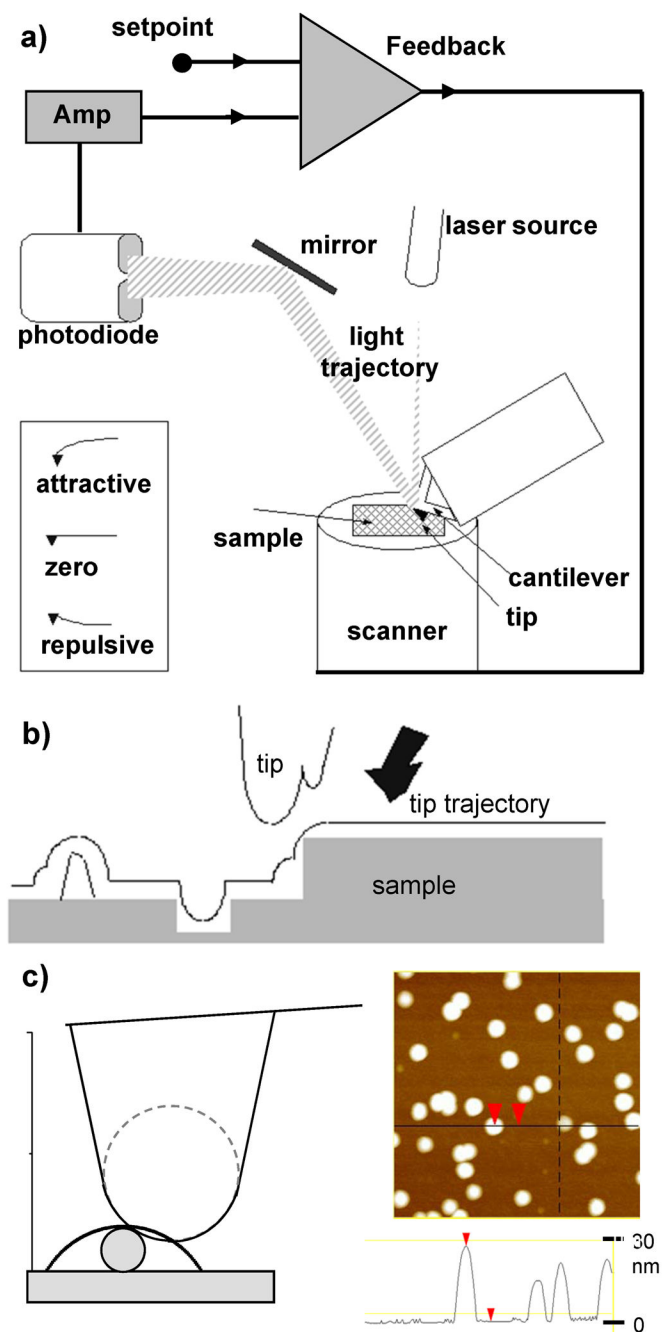 a)
setpoint
Feedback
Amp
mirror
laser source
photodiode
light
trajectory
attractive
zero
repulsive
sample
cantilever
tip
scanner
b)
tip
tip trajectory
sample
c)
30
nm
0